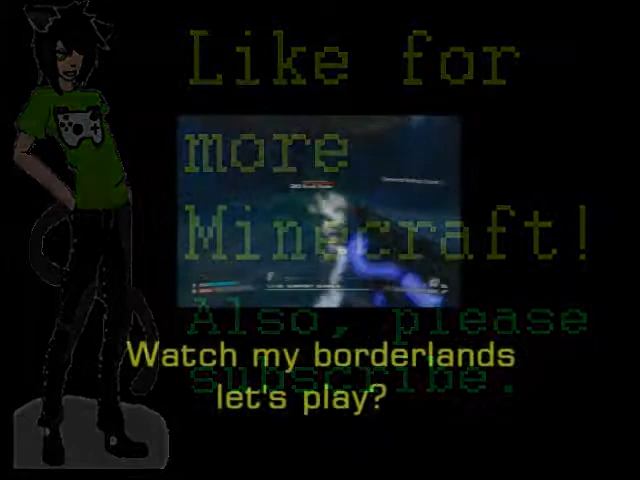 Like for
more
Minecraft!
Also, please
subscribe.
Watch my borderlands
let's play?